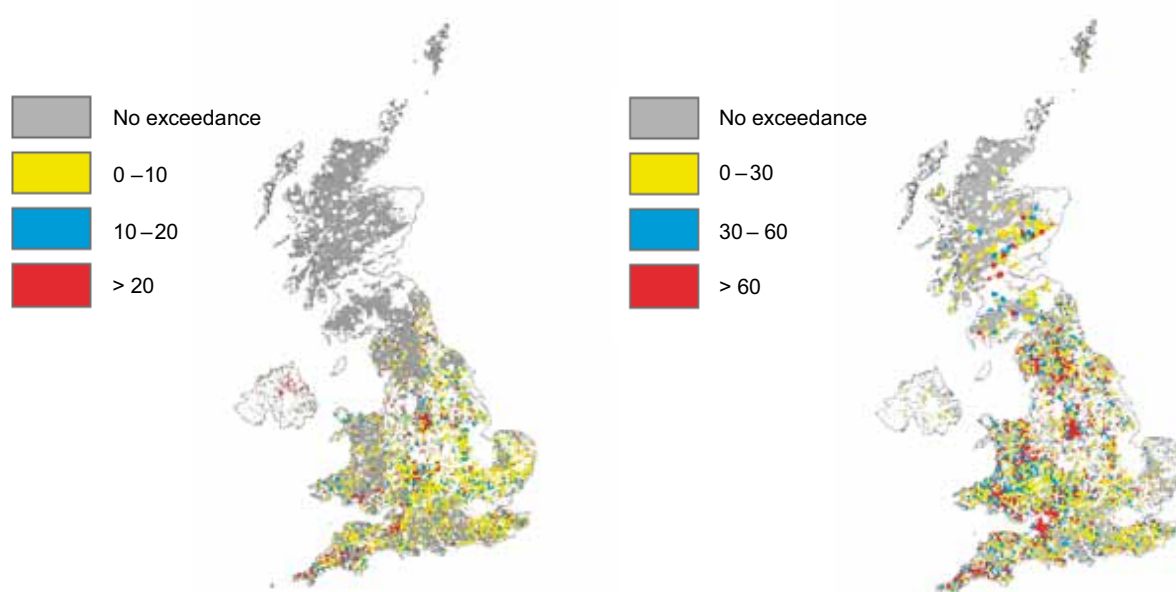 No exceedance
0 – 10
10 – 20
> 20
No exceedance
0 – 30
30 – 60
> 60